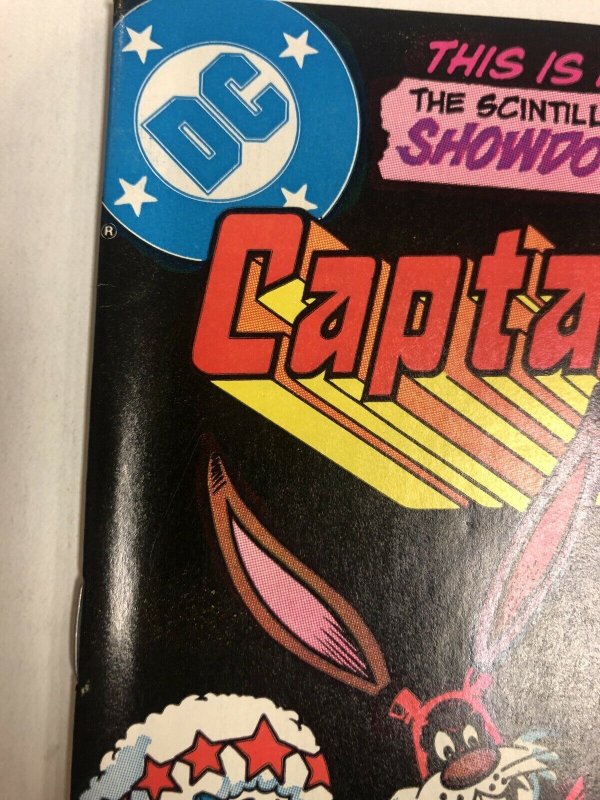 DC
THIS IS
THE SCINTILL
SHOWDO
®
Capta